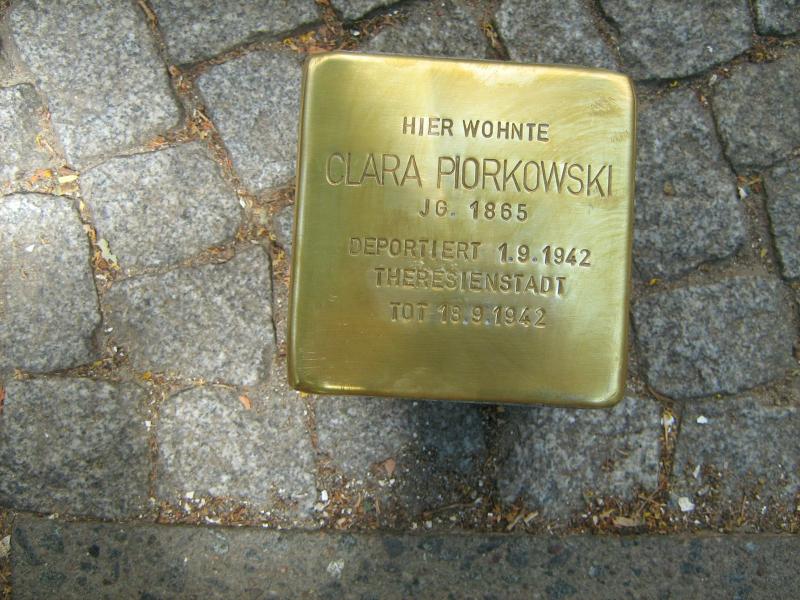 HIER WOHNTE
CLARA PIORKOWSKI
JG. 1865
DEPORTIERT 1.9.1942
THERESIENSTADT
TOT 18.9.1942